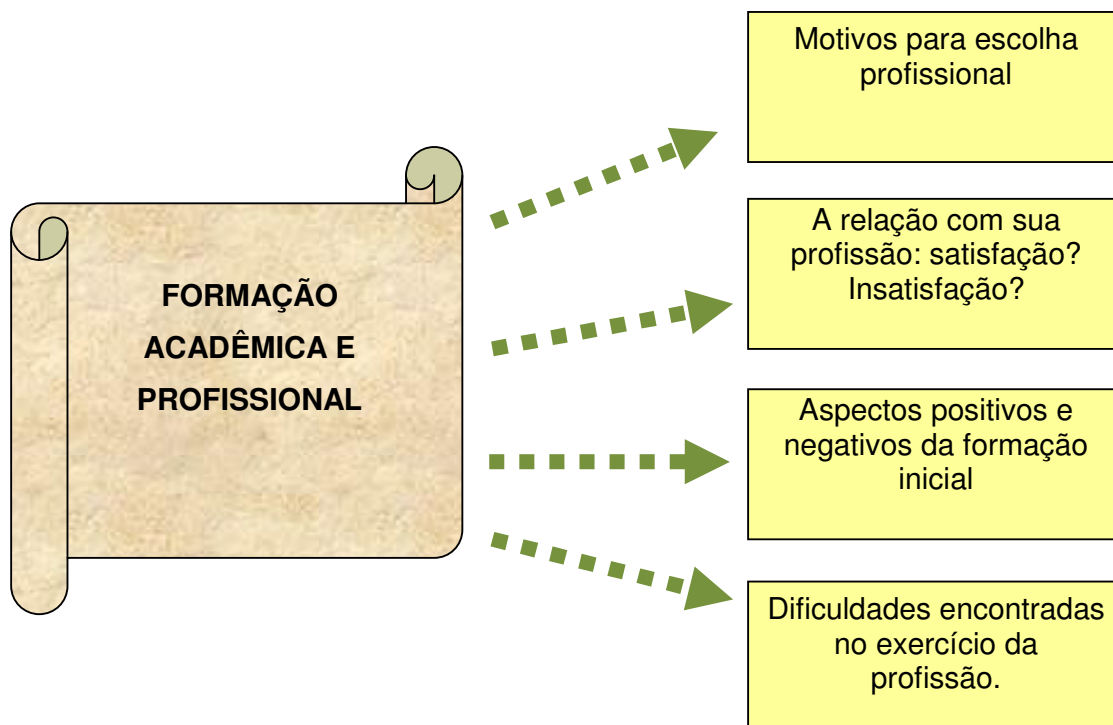 FORMAÇÃO
ACADÊMICA E
PROFISSIONAL
Motivos para escolha
profissional
A relação com sua
profissão: satisfação?
Insatisfação?
Aspectos positivos e
negativos da formação
inicial
Dificuldades encontradas
no exercício da
profissão.